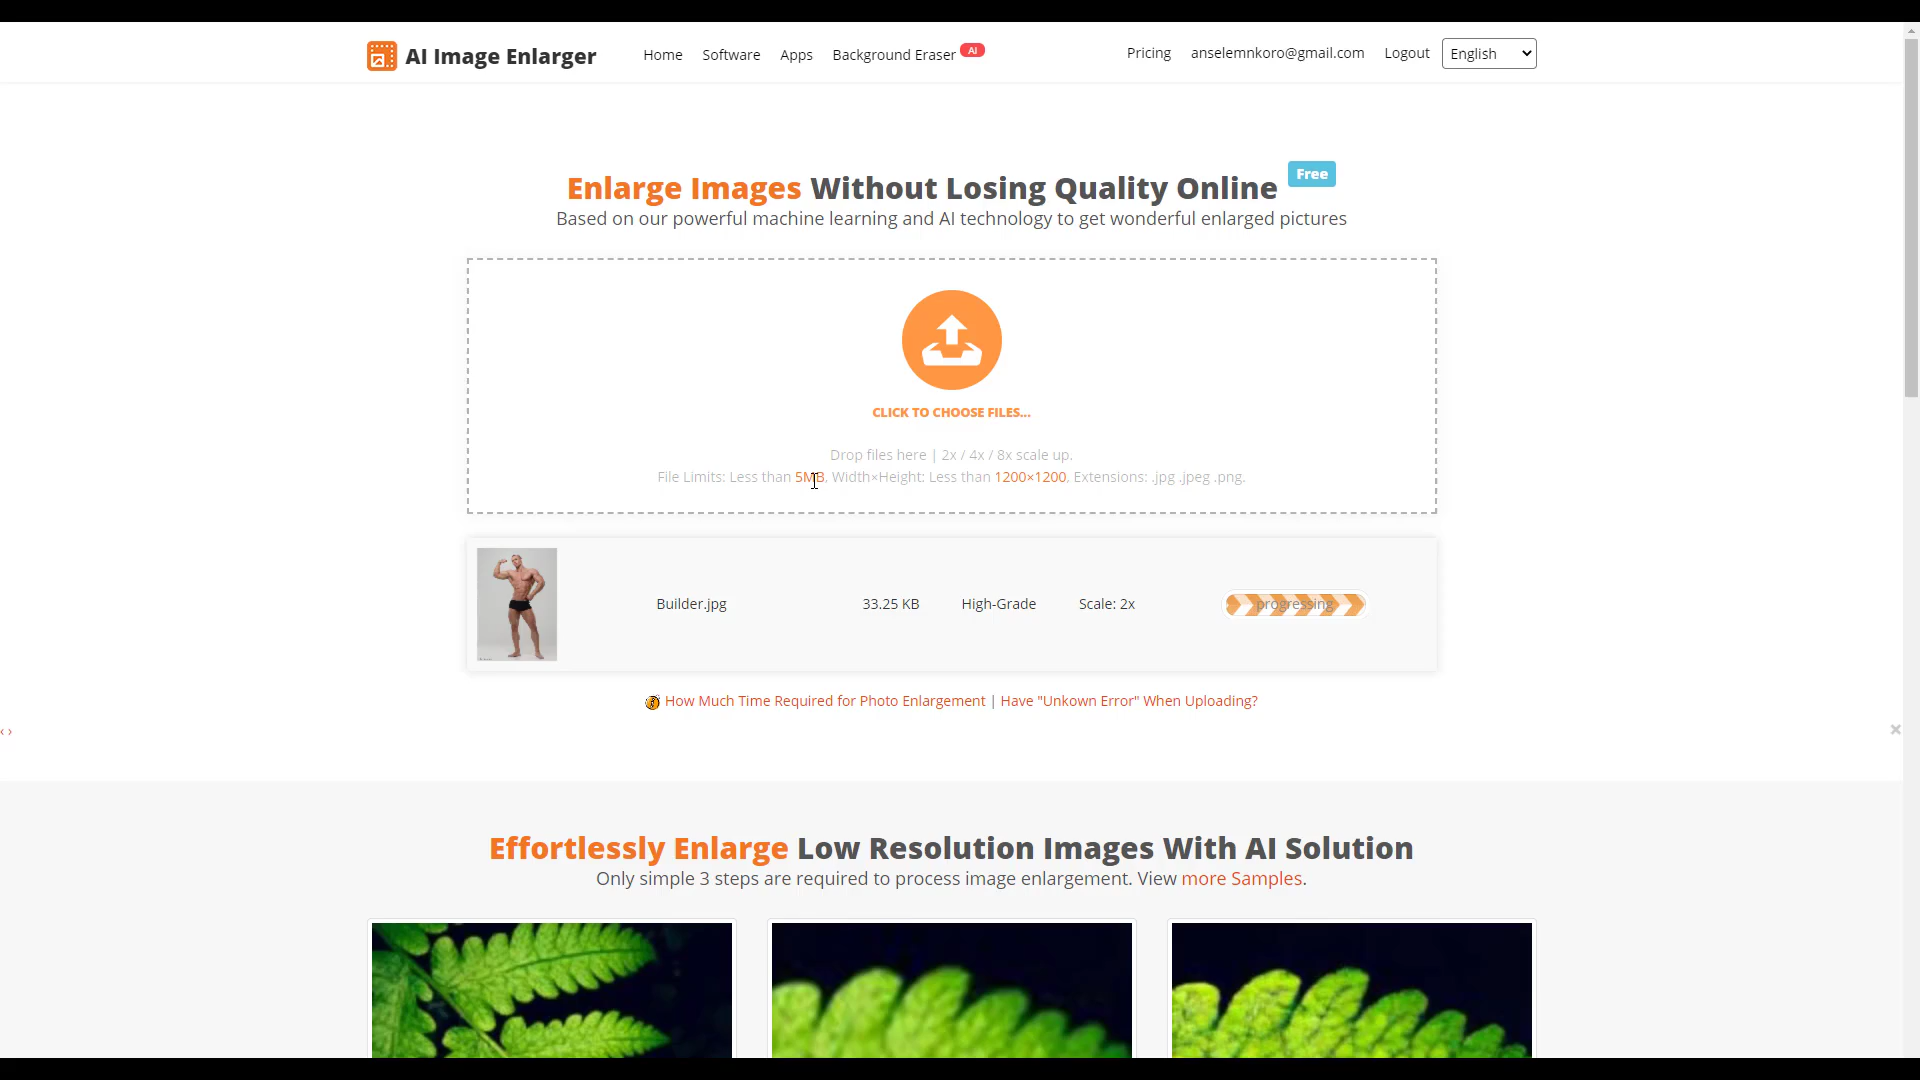 AI Image Enlarger
Home Software Apps Background Eraser AI
Pricing anselemnkoro@gmail.com Logout English
Enlarge Images Without Losing Quality Online Free
Based on our powerful machine learning and AI technology to get wonderful enlarged pictures
CLICK TO CHOOSE FILES...
Drop files here | 2x / 4x / 8x scale up.
File Limits: Less than 5MB, Width×Height: Less than 1200×1200, Extensions: .jpg .jpeg .png.
Builder.jpg 33.25 KB High-Grade Scale: 2x progressing
How Much Time Required for Photo Enlargement | Have "Unkown Error" When Uploading?
‹ › ×
Effortlessly Enlarge Low Resolution Images With AI Solution
Only simple 3 steps are required to process image enlargement. View more Samples.